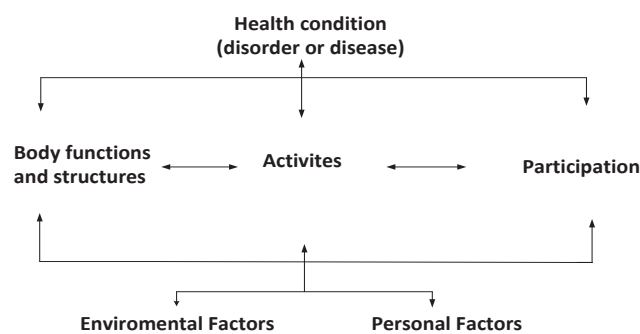 Health condition
(disorder or disease)
Body functions
and structures
Activites
Participation
Enviromental Factors
Personal Factors